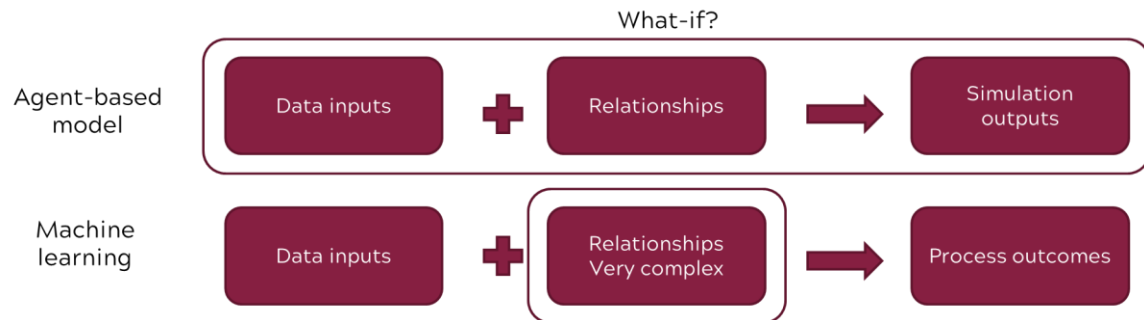 What-if?
Agent-based
model
Data inputs
Relationships
Simulation
outputs
Machine
learning
Data inputs
Relationships
Very complex
Process outcomes